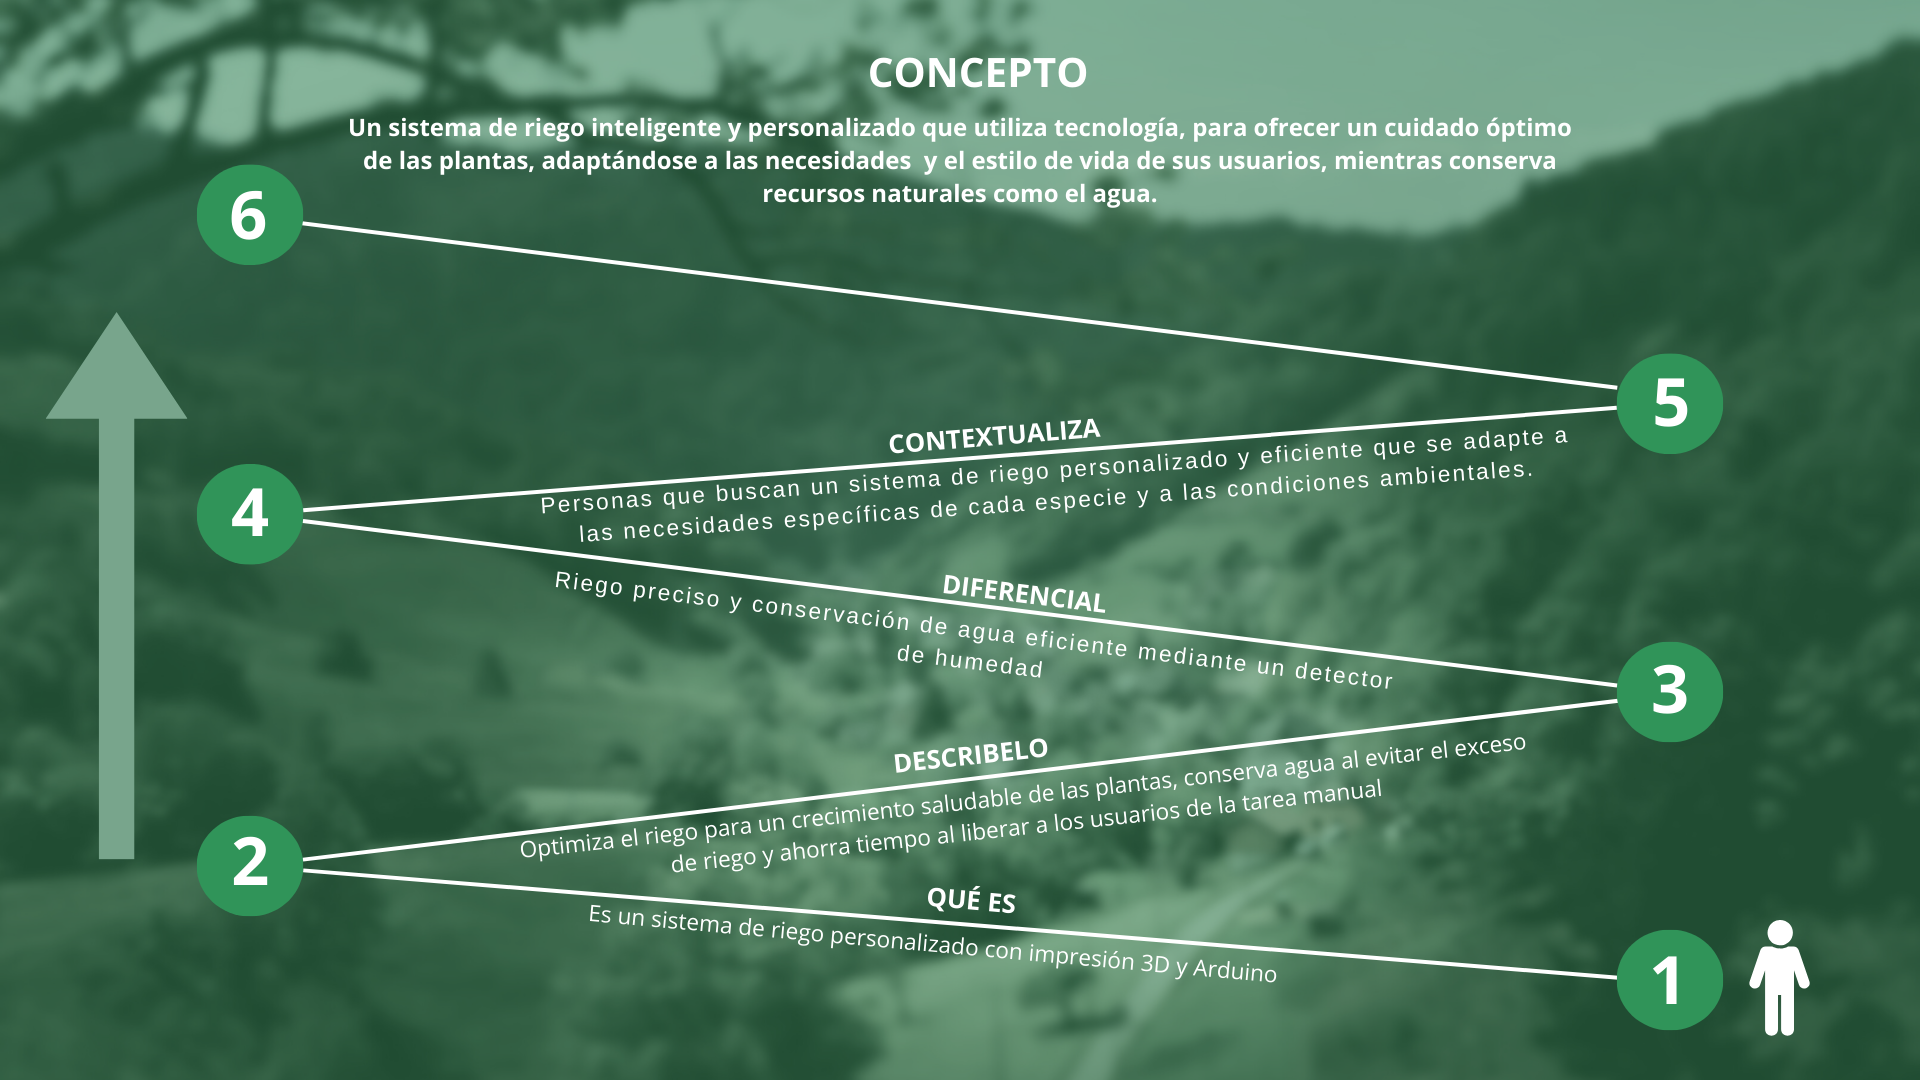 CONCEPTO
Un sistema de riego inteligente y personalizado que utiliza tecnología, para ofrecer un cuidado óptimo
de las plantas, adaptándose a las necesidades  y el estilo de vida de sus usuarios, mientras conserva
recursos naturales como el agua.
6
5
CONTEXTUALIZA
Personas que buscan un sistema de riego personalizado y eficiente que se adapte a
las necesidades específicas de cada especie y a las condiciones ambientales.
4
DIFERENCIAL
Riego preciso y conservación de agua eficiente mediante un detector
de humedad
3
DESCRIBELO
Optimiza el riego para un crecimiento saludable de las plantas, conserva agua al evitar el exceso
de riego y ahorra tiempo al liberar a los usuarios de la tarea manual
2
QUÉ ES
Es un sistema de riego personalizado con impresión 3D y Arduino
1